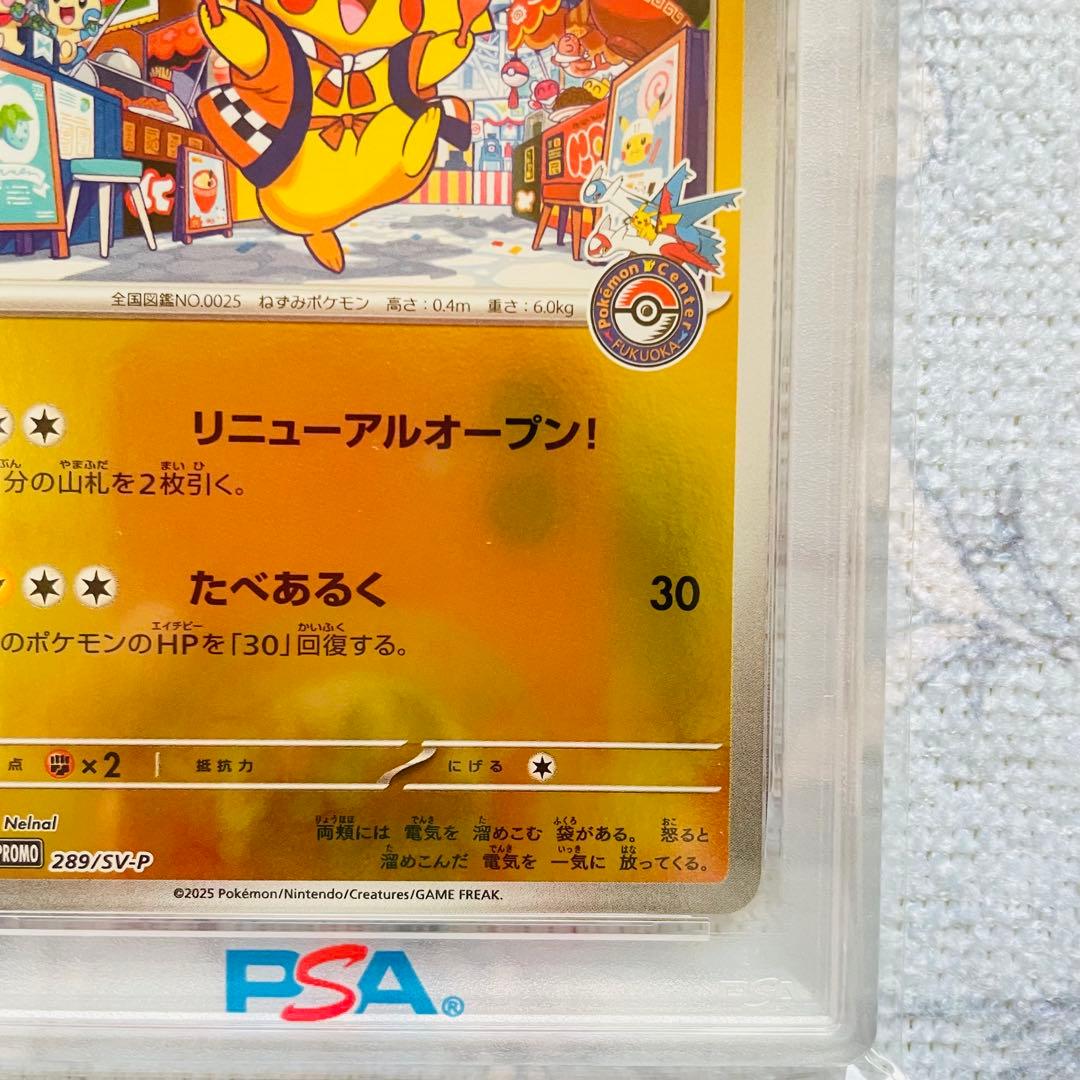 全国図鑑NO.0025 ねずみポケモン 高さ:0.4m 重さ:6.0kg
Pokémon Center
FUKUOKA
リニューアルオープン!
分の山札を2枚引く。
たべあるく 30
のポケモンのHPを「30」回復する。
点 ×2 抵抗力 にげる
Nelnal
両頬には 電気を 溜めこむ 袋がある。 怒ると
PROMO 289/SV-P
溜めこんだ 電気を 一気に 放ってくる。
©2025 Pokémon/Nintendo/Creatures/GAME FREAK.
PSA®